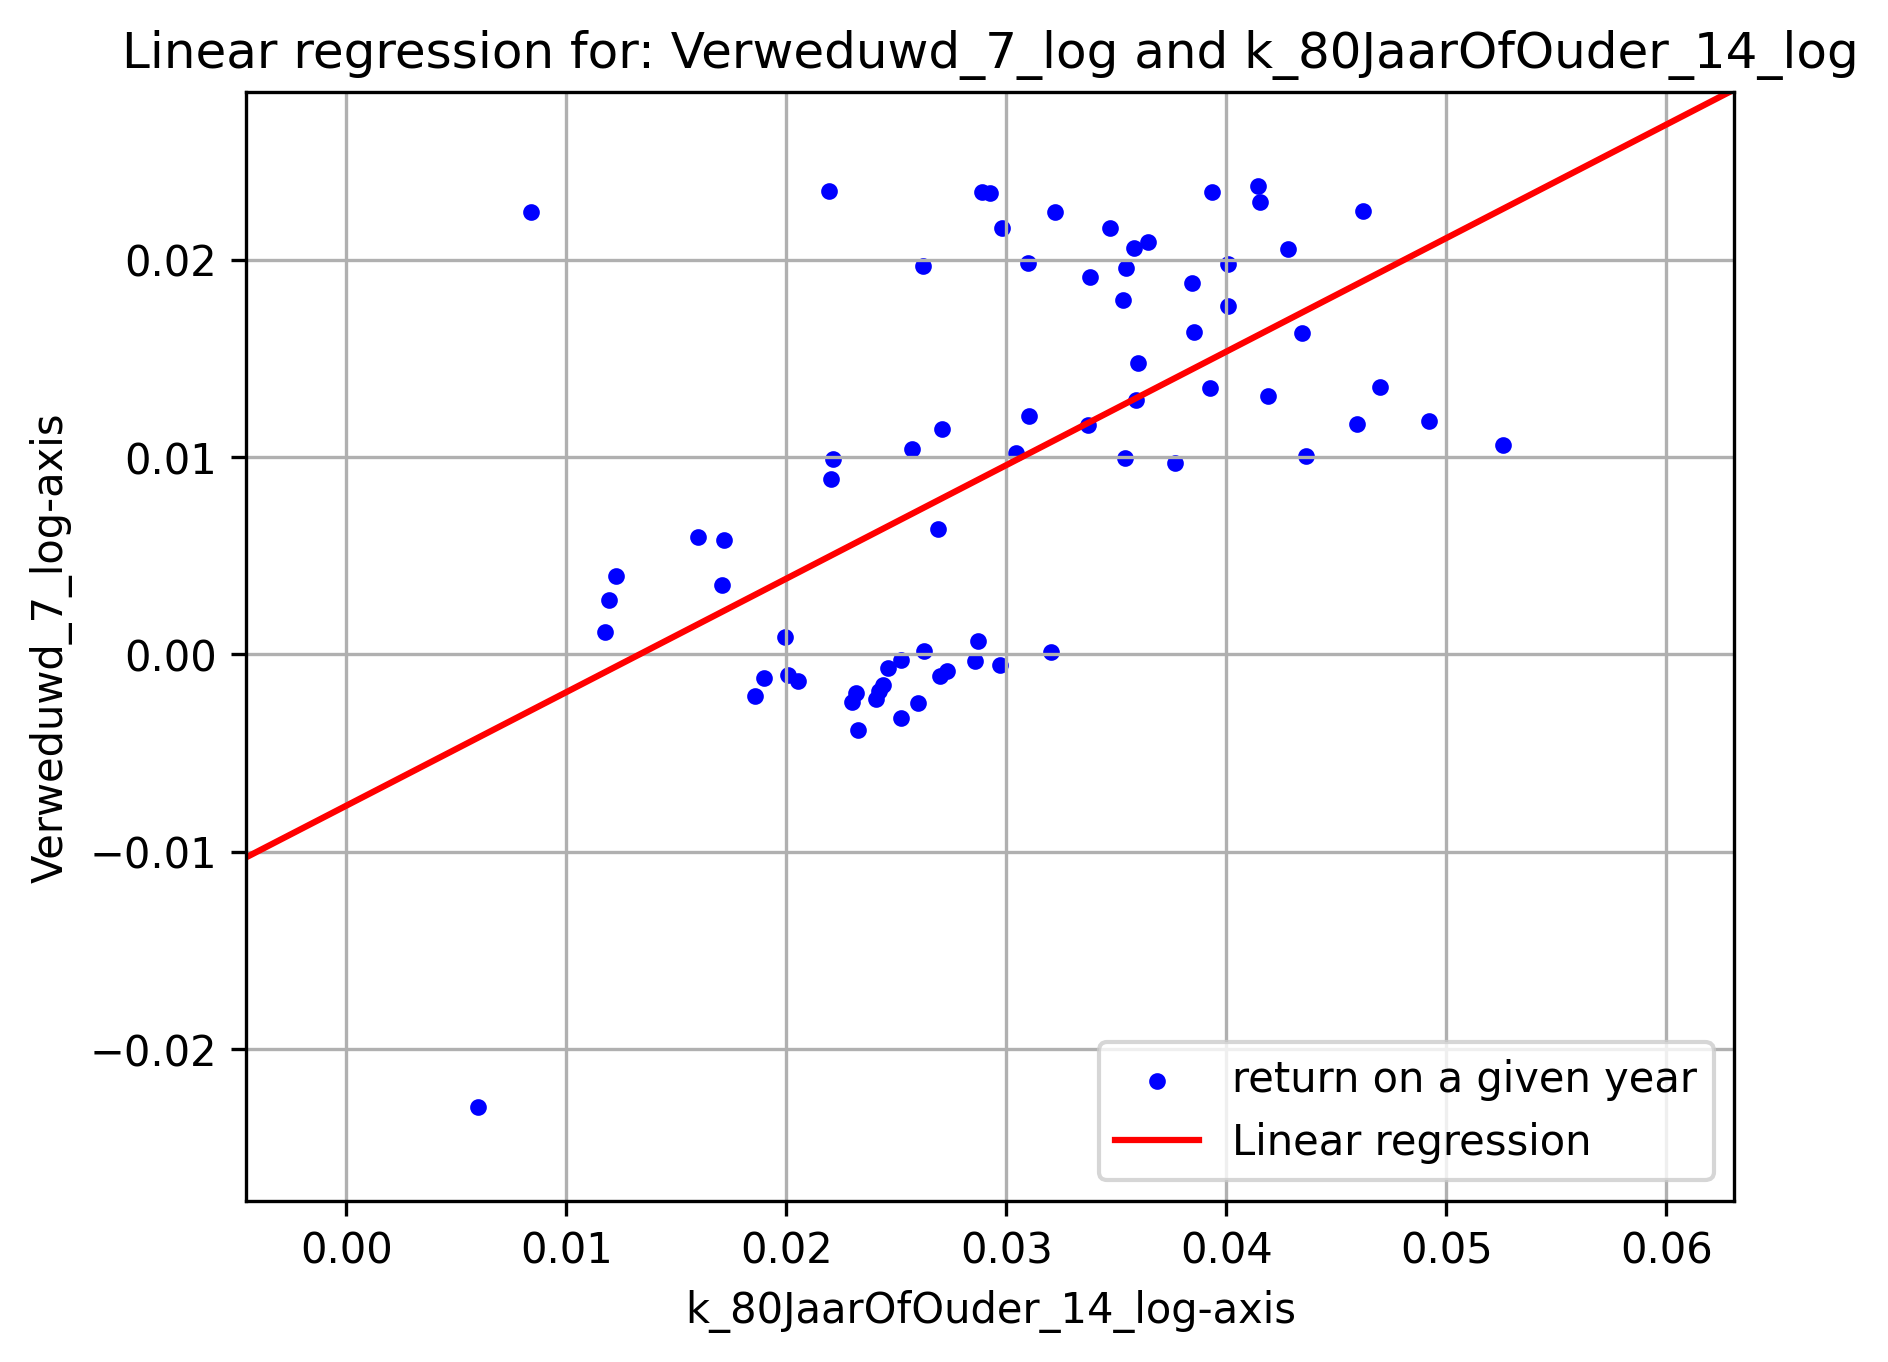 Linear regression for: Verweduwd_7_log and k_80JaarOfOuder_14_log
Verweduwd_7_log-axis
0.02
0.01
0.00
−0.01
−0.02
return on a given year
Linear regression
0.00 0.01 0.02 0.03 0.04 0.05 0.06
k_80JaarOfOuder_14_log-axis